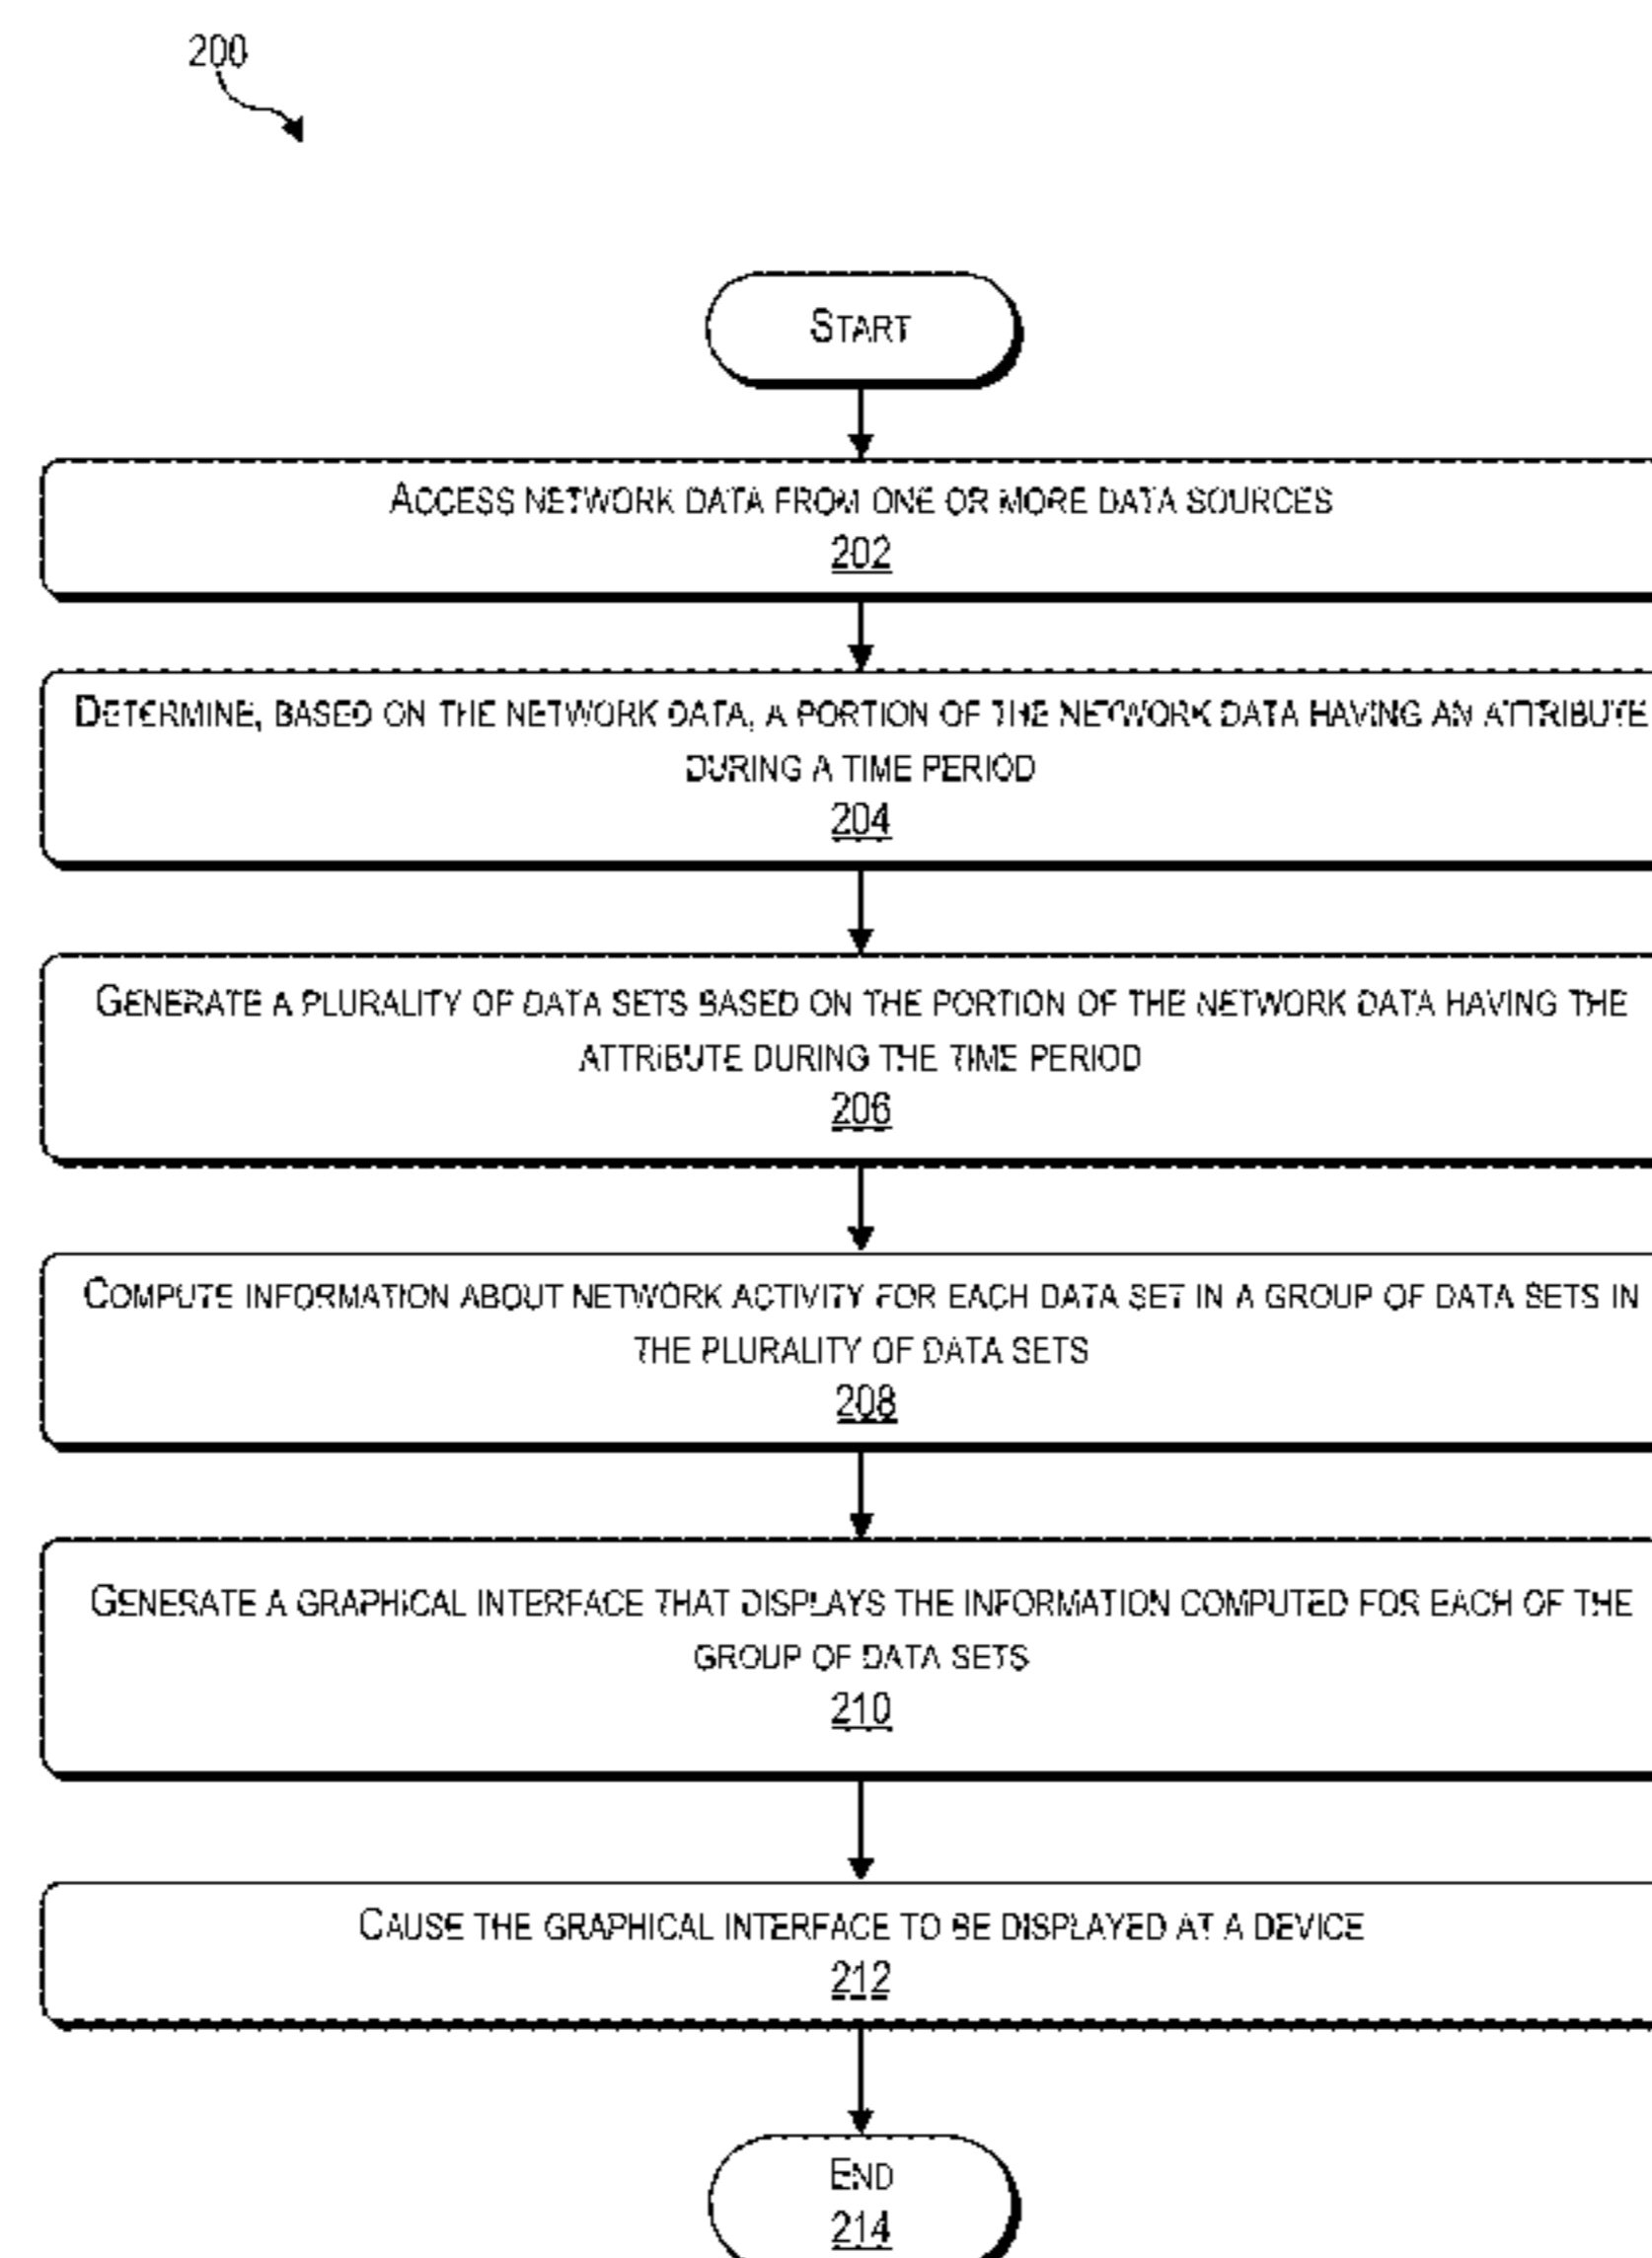 200
START
ACCESS NETWORK DATA FROM ONE OR MORE DATA SOURCES
202
DETERMINE, BASED ON THE NETWORK DATA, A PORTION OF THE NETWORK DATA HAVING AN ATTRIBUTE
DURING A TIME PERIOD
204
GENERATE A PLURALITY OF DATA SETS BASED ON THE PORTION OF THE NETWORK DATA HAVING THE
ATTRIBUTE DURING THE TIME PERIOD
206
COMPUTE INFORMATION ABOUT NETWORK ACTIVITY FOR EACH DATA SET IN A GROUP OF DATA SETS IN
THE PLURALITY OF DATA SETS
208
GENERATE A GRAPHICAL INTERFACE THAT DISPLAYS THE INFORMATION COMPUTED FOR EACH OF THE
GROUP OF DATA SETS
210
CAUSE THE GRAPHICAL INTERFACE TO BE DISPLAYED AT A DEVICE
212
END
214